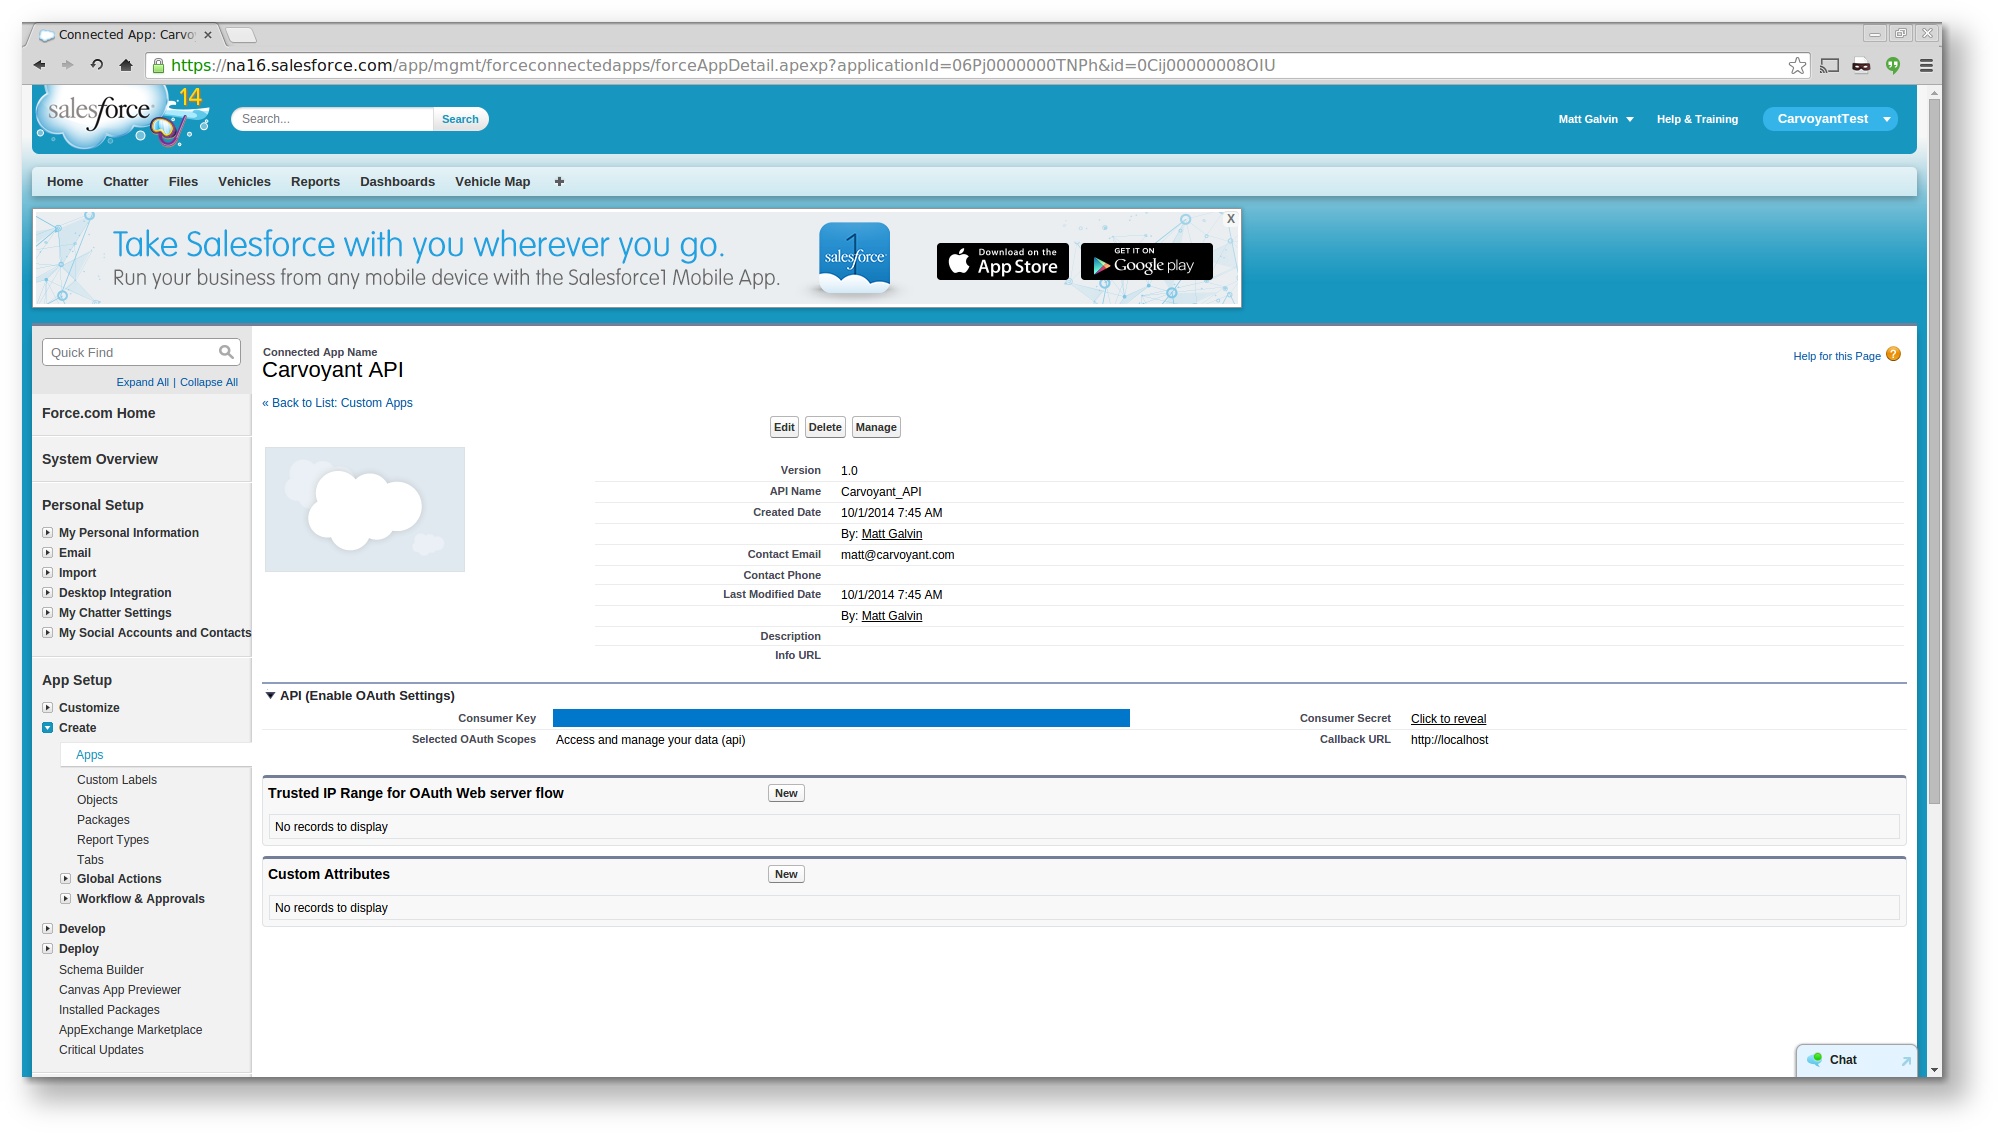 Connected App: Carvo
https://na16.salesforce.com/app/mgmt/forceconnectedapps/forceAppDetail.apexp?applicationId=06Pj0000000TNPh&id=0Cij00000008OIU
salesforce 14
Search... Search
Matt Galvin Help & Training CarvoyantTest
Home Chatter Files Vehicles Reports Dashboards Vehicle Map
X
Take Salesforce with you wherever you go.
Run your business from any mobile device with the Salesforce1 Mobile App.
1
salesforce
Download on the
App Store
GET IT ON
Google play
Quick Find
Expand All | Collapse All
Force.com Home
System Overview
Personal Setup
My Personal Information
Email
Import
Desktop Integration
My Chatter Settings
My Social Accounts and Contacts
App Setup
Customize
Create
Apps
Custom Labels
Objects
Packages
Report Types
Tabs
Global Actions
Workflow & Approvals
Develop
Deploy
Schema Builder
Canvas App Previewer
Installed Packages
AppExchange Marketplace
Critical Updates
Connected App Name
Carvoyant API
Help for this Page ?
« Back to List: Custom Apps
Edit Delete Manage
Version 1.0
API Name Carvoyant_API
Created Date 10/1/2014 7:45 AM
By: Matt Galvin
Contact Email matt@carvoyant.com
Contact Phone
Last Modified Date 10/1/2014 7:45 AM
By: Matt Galvin
Description
Info URL
API (Enable OAuth Settings)
Consumer Key Consumer Secret Click to reveal
Selected OAuth Scopes Access and manage your data (api) Callback URL http://localhost
Trusted IP Range for OAuth Web server flow New
No records to display
Custom Attributes New
No records to display
Chat